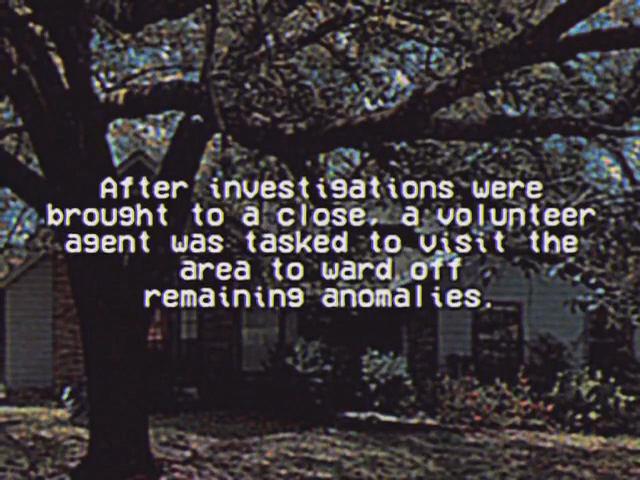 After investigations were
brought to a close, a volunteer
agent was tasked to visit the
area to ward off
remaining anomalies.